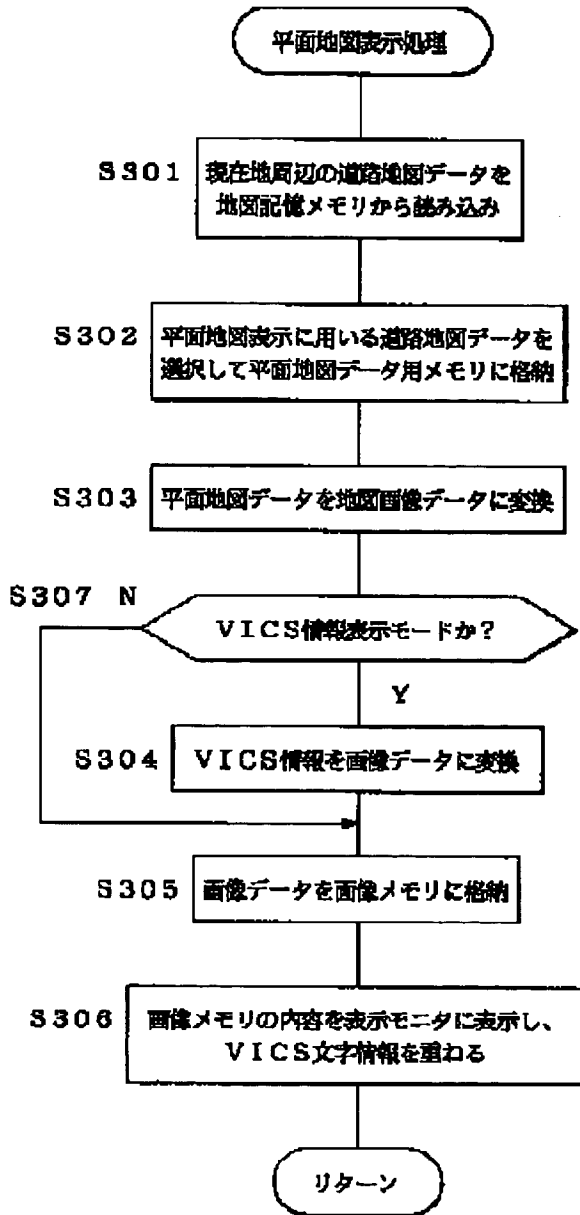 平面地図表示処理
S301 現在地周辺の道路地図データを
地図記憶メモリから読み込み
S302 平面地図表示に用いる道路地図データを
選択して平面地図データ用メモリに格納
S303 平面地図データを地図画像データに変換
S307 N
VICS情報表示モードか?
Y
S304 VICS情報を画像データに変換
S305 画像データを画像メモリに格納
S306 画像メモリの内容を表示モニタに表示し、
VICS文字情報を重ねる
リターン